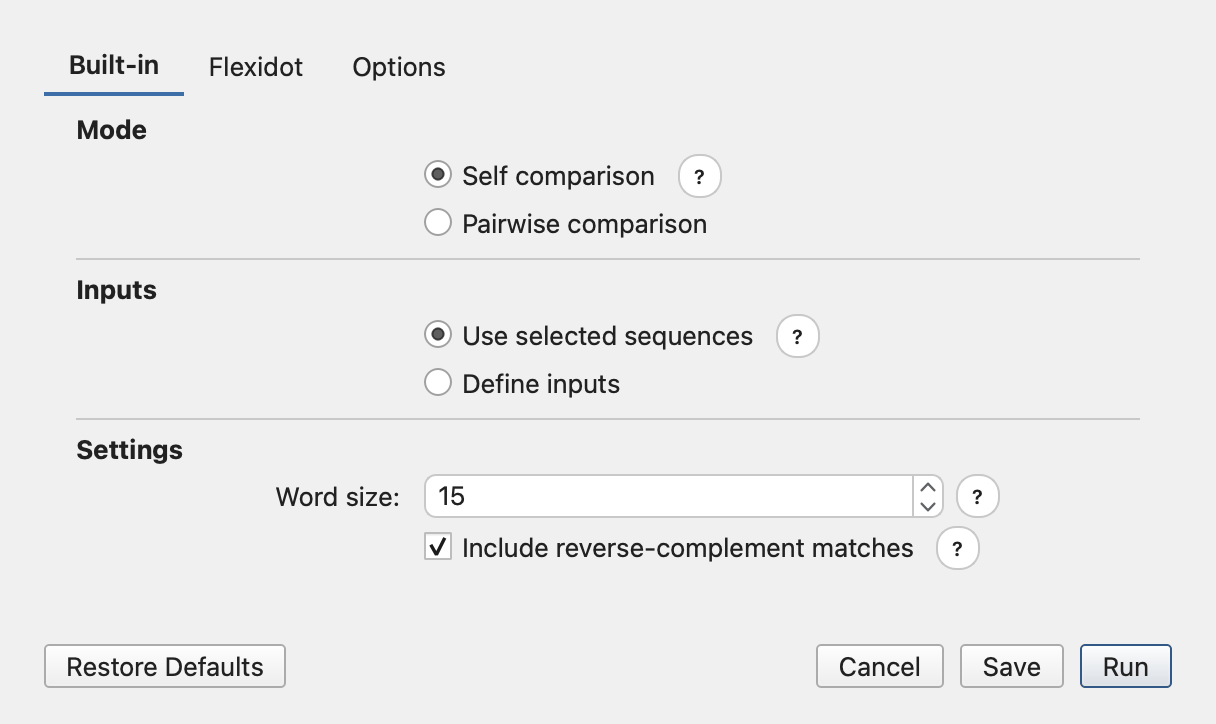 Built-in Flexidot Options
Mode
Self comparison ?
Pairwise comparison
Inputs
Use selected sequences ?
Define inputs
Settings
Word size: 15 ?
Include reverse-complement matches ?
Restore Defaults Cancel Save Run